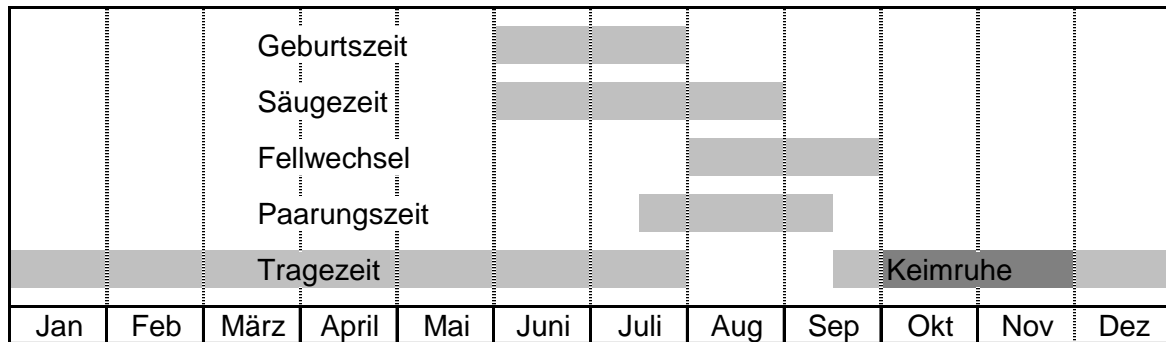 Geburtszeit
Säugezeit
Fellwechsel
Paarungszeit
Tragezeit Keimruhe
Jan Feb März April Mai Juni Juli Aug Sep Okt Nov Dez